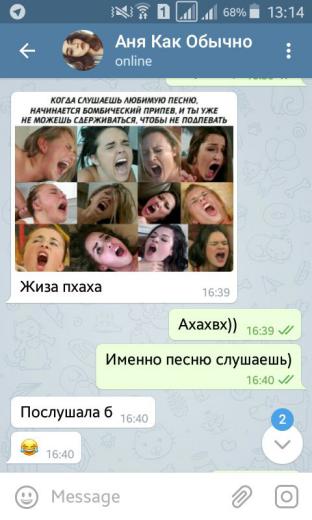 1 68% 13:14
Аня Как Обычно
online
КОГДА СЛУШАЕШЬ ЛЮБИМУЮ ПЕСНЮ,
НАЧИНАЕТСЯ БОМБИЧЕСКИЙ ПРИПЕВ, И ТЫ УЖЕ
НЕ МОЖЕШЬ СДЕРЖИВАТЬСЯ, ЧТОБЫ НЕ ПОДПЕВАТЬ
Жиза пхаха
16:39
Ахахвх)) 16:39
Именно песню слушаешь)
16:40
Послушала б 16:40
2
😂 16:40
Message